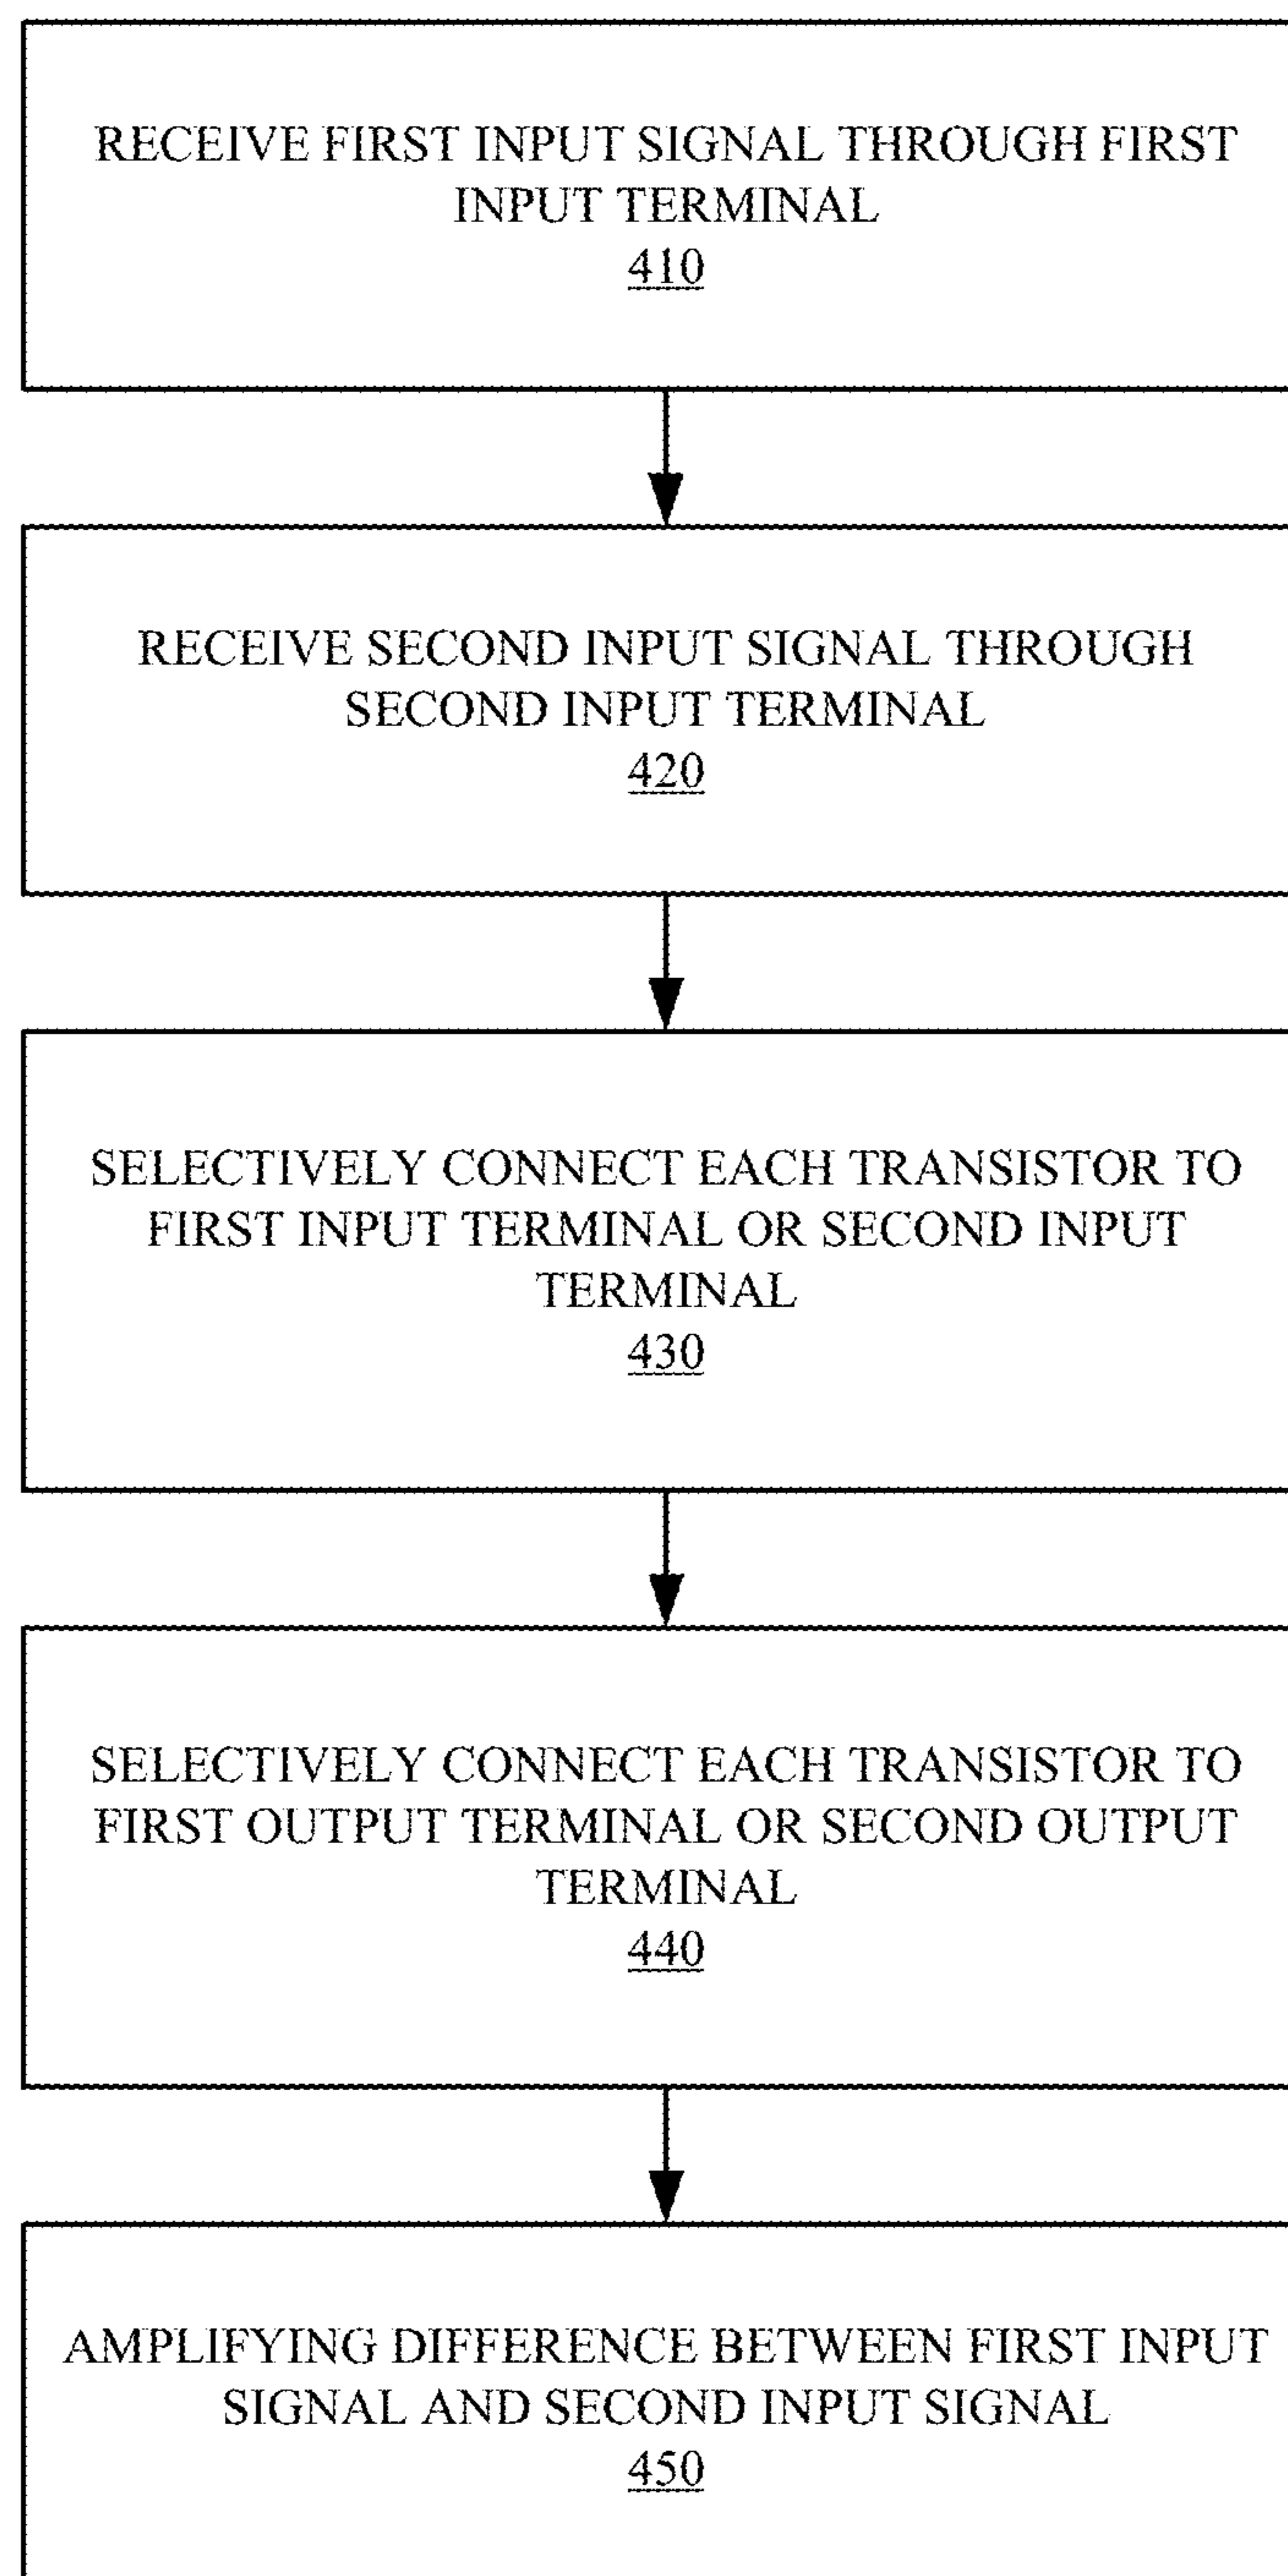 RECEIVE FIRST INPUT SIGNAL THROUGH FIRST
INPUT TERMINAL
410
RECEIVE SECOND INPUT SIGNAL THROUGH
SECOND INPUT TERMINAL
420
SELECTIVELY CONNECT EACH TRANSISTOR TO
FIRST INPUT TERMINAL OR SECOND INPUT
TERMINAL
430
SELECTIVELY CONNECT EACH TRANSISTOR TO
FIRST OUTPUT TERMINAL OR SECOND OUTPUT
TERMINAL
440
AMPLIFYING DIFFERENCE BETWEEN FIRST INPUT
SIGNAL AND SECOND INPUT SIGNAL
450